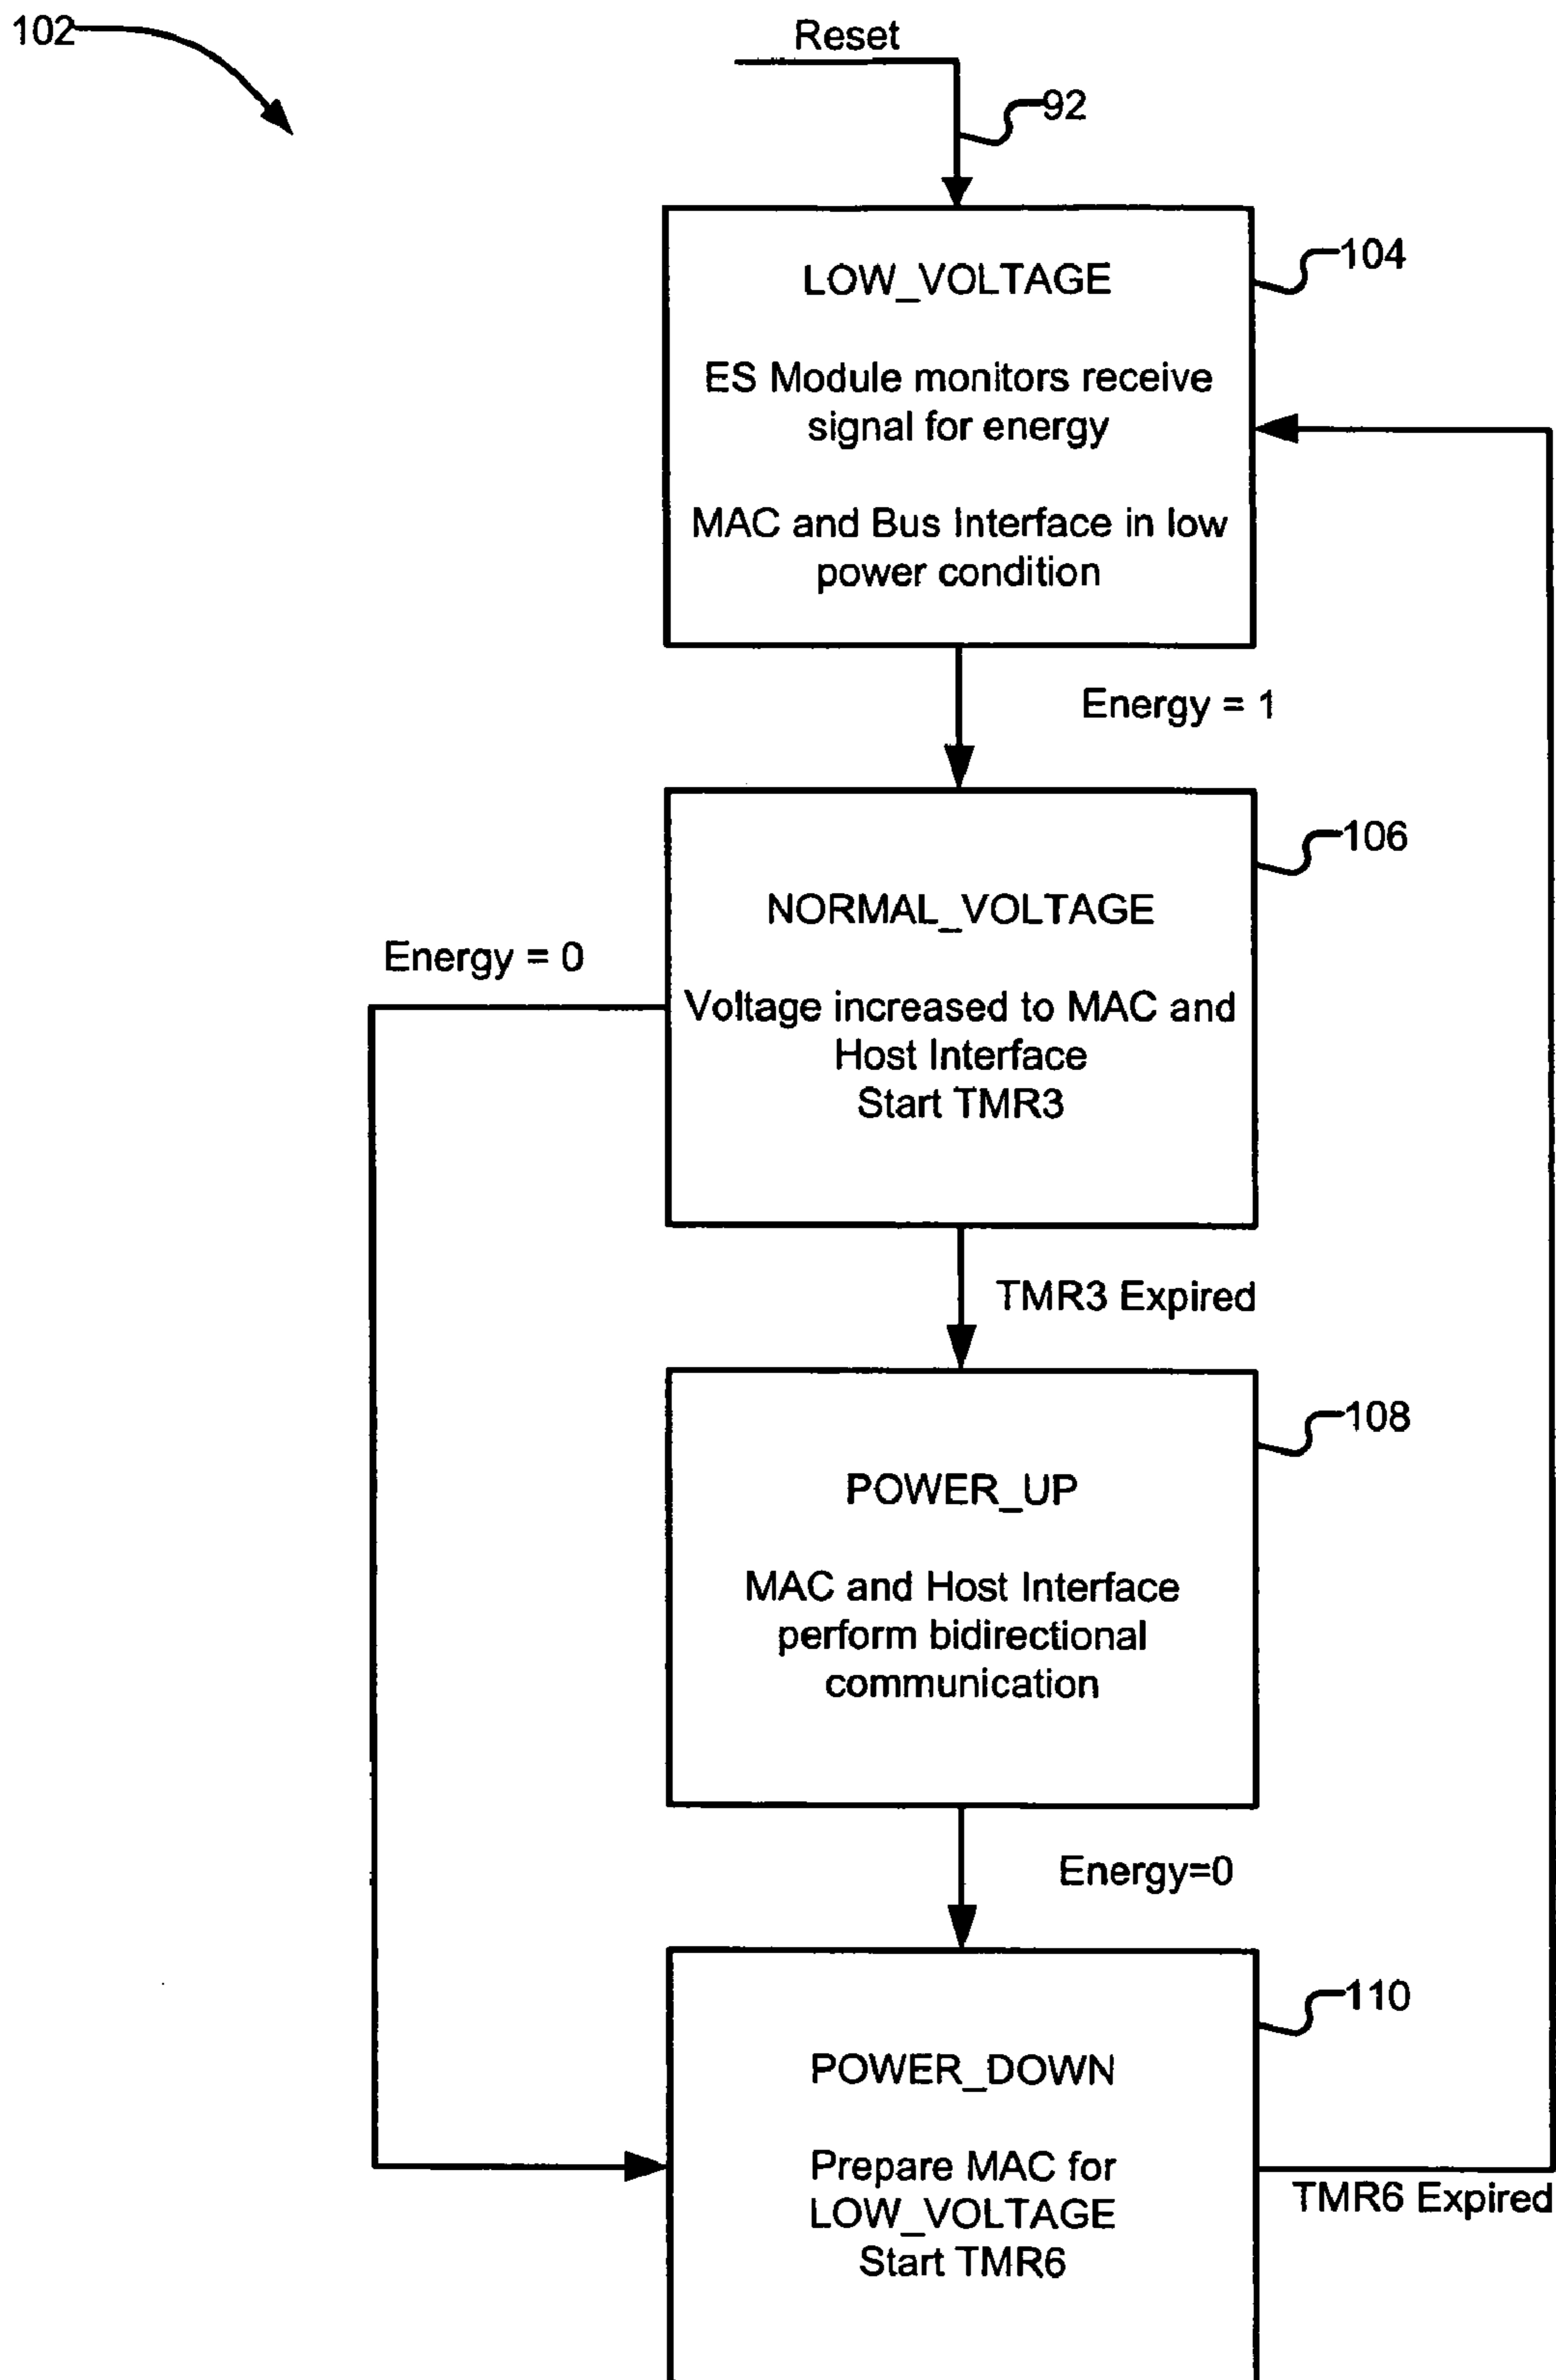 102
Reset
92
104
LOW_VOLTAGE
ES Module monitors receive
signal for energy
MAC and Bus Interface in low
power condition
Energy = 1
106
NORMAL_VOLTAGE
Energy = 0
Voltage increased to MAC and
Host Interface
Start TMR3
TMR3 Expired
108
POWER_UP
MAC and Host Interface
perform bidirectional
communication
Energy=0
110
POWER_DOWN
Prepare MAC for
LOW_VOLTAGE
Start TMR6
TMR6 Expired